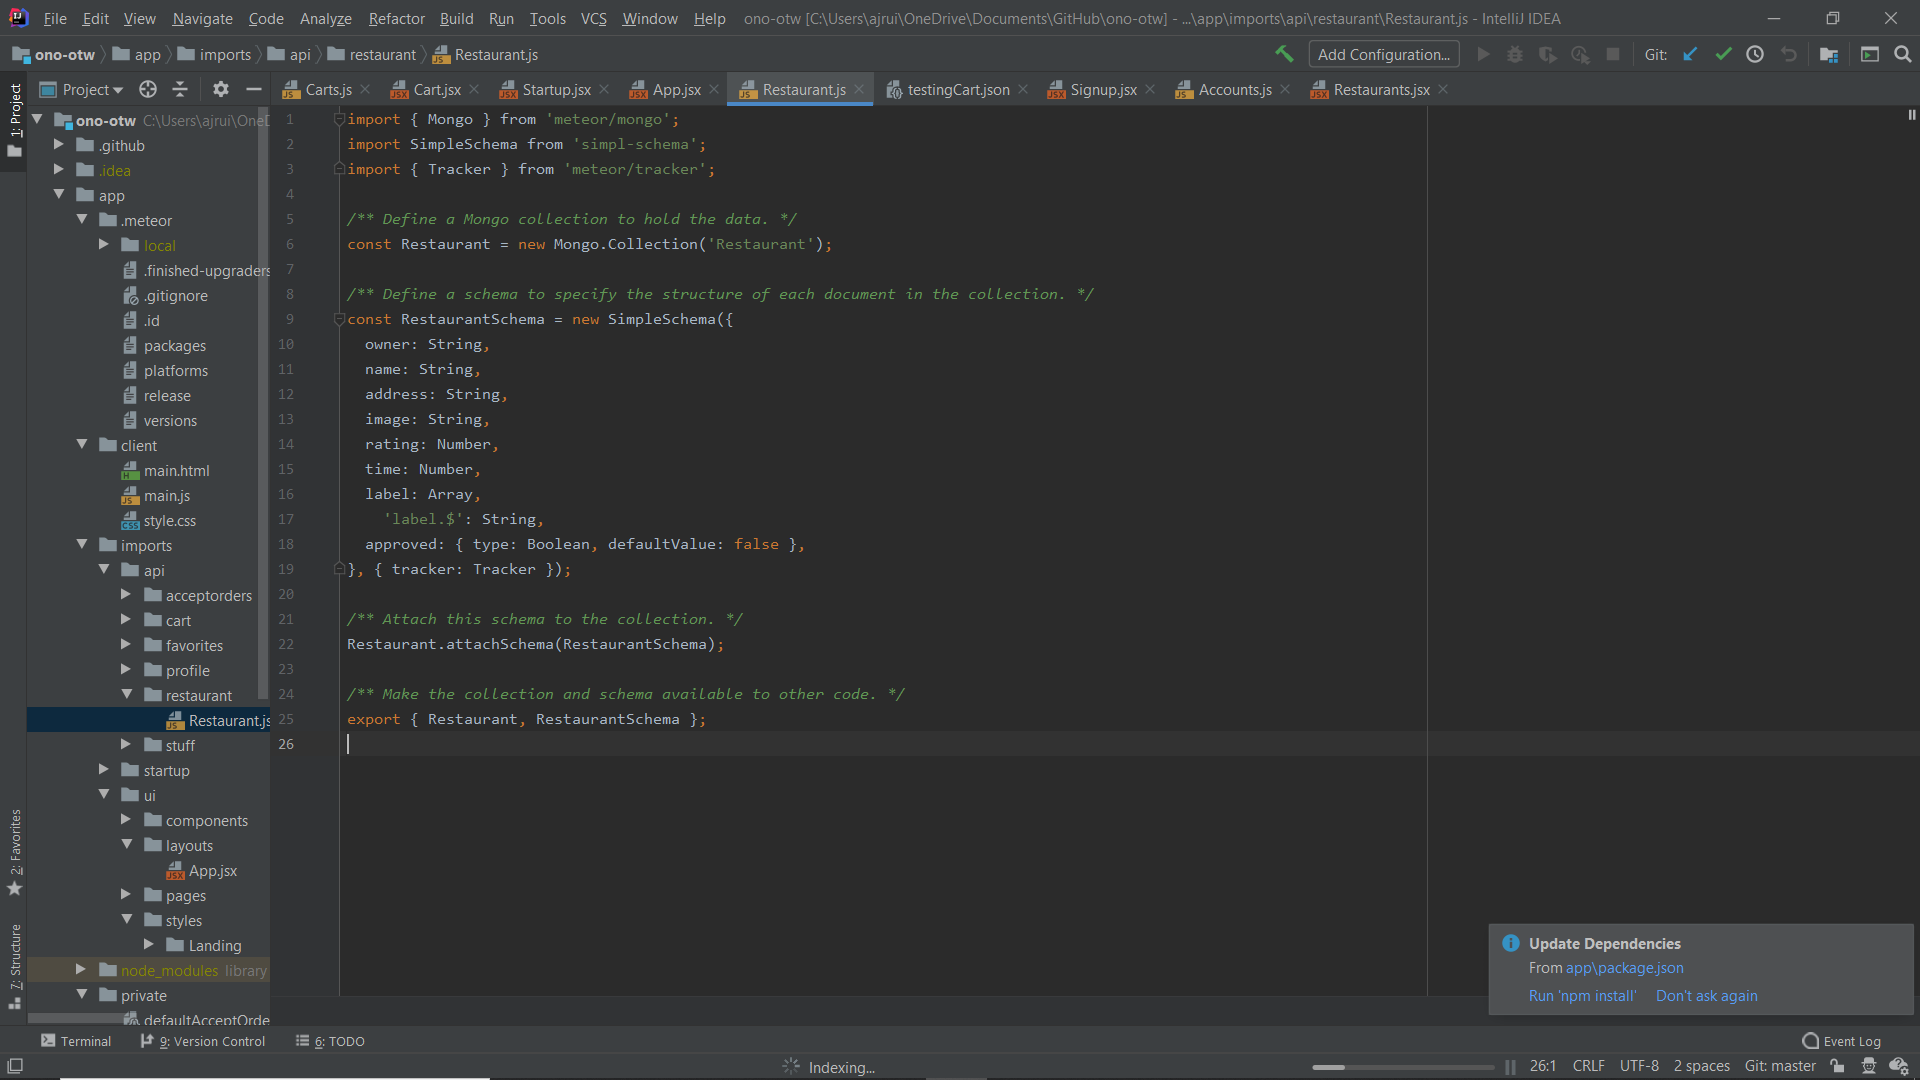 File Edit View Navigate Code Analyze Refactor Build Run Tools VCS Window Help ono-otw [C:\Users\ajrui\OneDrive\Documents\GitHub\ono-otw] - ...\app\imports\api\restaurant\Restaurant.js - IntelliJ IDEA
ono-otw app imports api restaurant Restaurant.js Add Configuration... Git:
Project Carts.js Cart.jsx Startup.jsx App.jsx Restaurant.js testingCart.json Signup.jsx Accounts.js Restaurants.jsx
1: Project
2: Favorites
7: Structure
ono-otw C:\Users\ajrui\OneD
.github
.idea
app
.meteor
local
.finished-upgraders
.gitignore
.id
packages
platforms
release
versions
client
main.html
main.js
style.css
imports
api
acceptorders
cart
favorites
profile
restaurant
Restaurant.js
stuff
startup
ui
components
layouts
App.jsx
pages
styles
Landing
node_modules library
private
defaultAcceptOrde
1 import { Mongo } from 'meteor/mongo';
2 import SimpleSchema from 'simpl-schema';
3 import { Tracker } from 'meteor/tracker';
4
5 /** Define a Mongo collection to hold the data. */
6 const Restaurant = new Mongo.Collection('Restaurant');
7
8 /** Define a schema to specify the structure of each document in the collection. */
9 const RestaurantSchema = new SimpleSchema({
10 owner: String,
11 name: String,
12 address: String,
13 image: String,
14 rating: Number,
15 time: Number,
16 label: Array,
17 'label.$': String,
18 approved: { type: Boolean, defaultValue: false },
19 }, { tracker: Tracker });
20
21 /** Attach this schema to the collection. */
22 Restaurant.attachSchema(RestaurantSchema);
23
24 /** Make the collection and schema available to other code. */
25 export { Restaurant, RestaurantSchema };
26
Update Dependencies
From app\package.json
Run 'npm install' Don't ask again
Terminal 9: Version Control 6: TODO Event Log
Indexing... 26:1 CRLF UTF-8 2 spaces Git: master